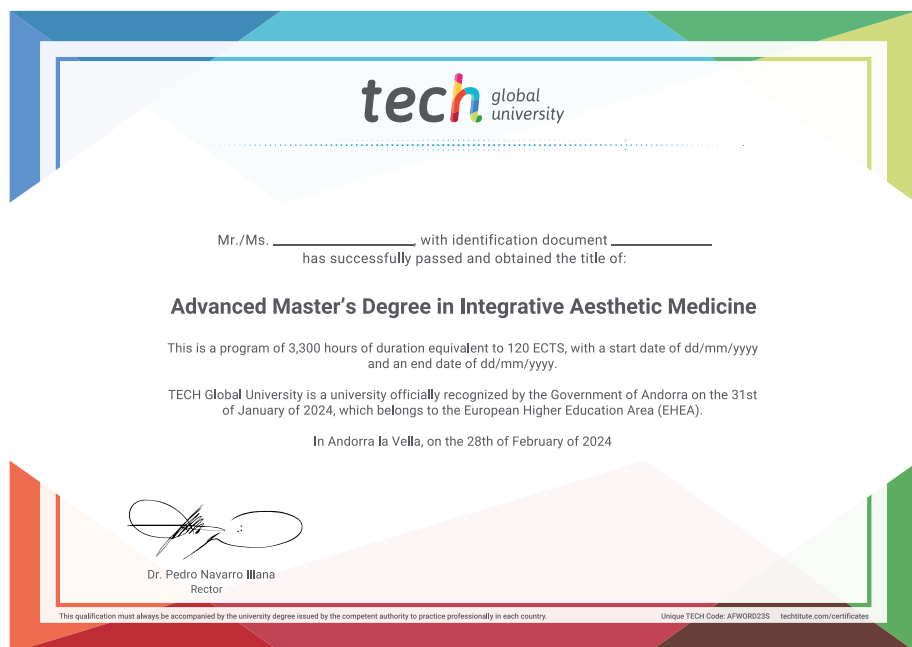 tech global
university
Mr./Ms. ____________________, with identification document ______________
has successfully passed and obtained the title of:
Advanced Master’s Degree in Integrative Aesthetic Medicine
This is a program of 3,300 hours of duration equivalent to 120 ECTS, with a start date of dd/mm/yyyy
and an end date of dd/mm/yyyy.
TECH Global University is a university officially recognized by the Government of Andorra on the 31st
of January of 2024, which belongs to the European Higher Education Area (EHEA).
In Andorra la Vella, on the 28th of February of 2024
Dr. Pedro Navarro Illana
Rector
This qualification must always be accompanied by the university degree issued by the competent authority to practice professionally in each country.
Unique TECH Code: AFWORD23S techtitute.com/certificates